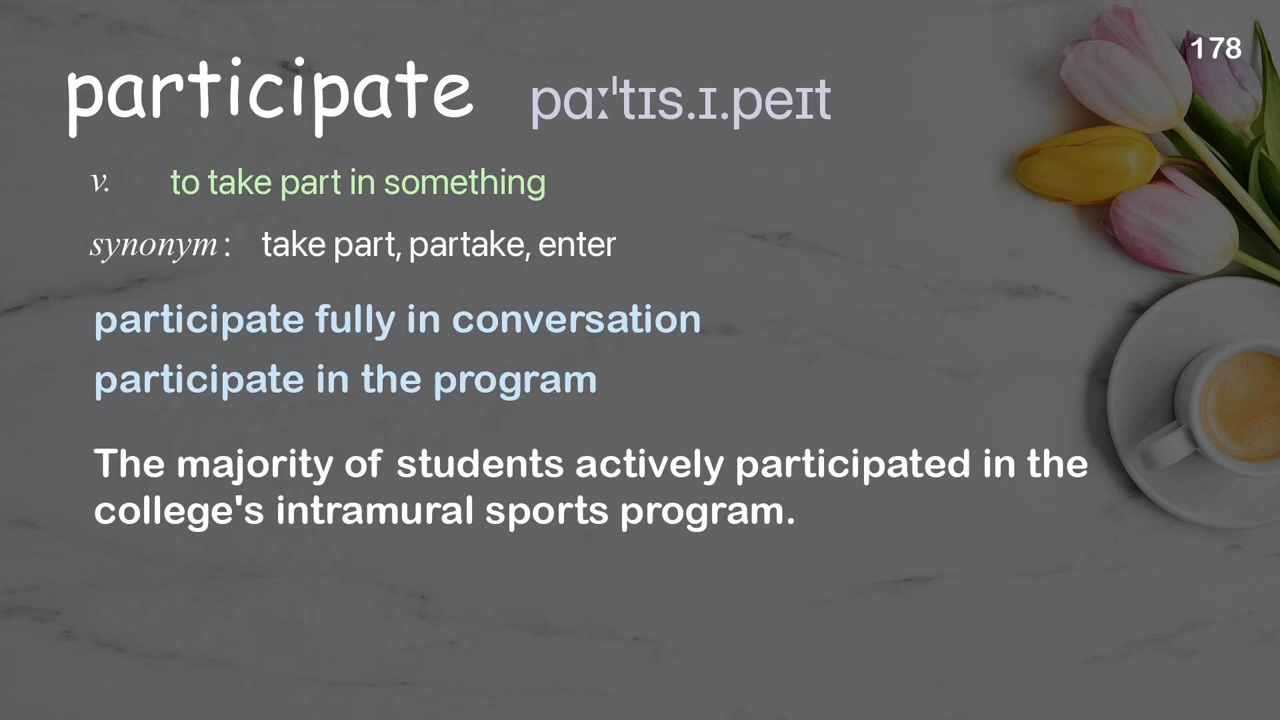 178
participate pɑːˈtɪs.ɪ.peɪt
v. to take part in something
synonym : take part, partake, enter
participate fully in conversation
participate in the program
The majority of students actively participated in the
college's intramural sports program.